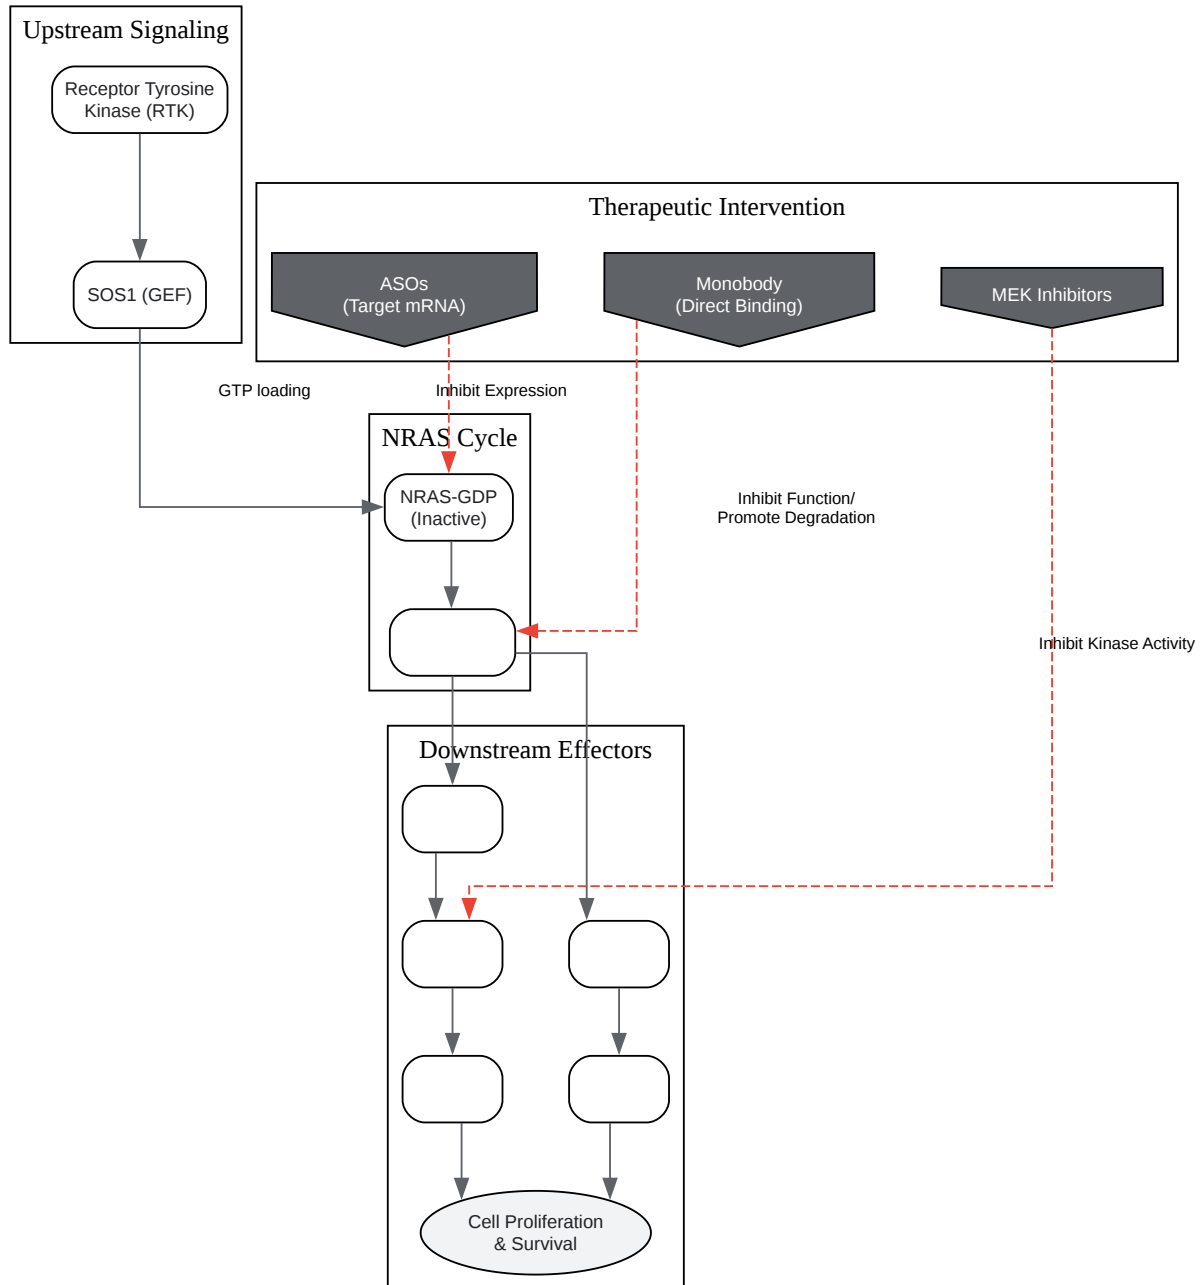 Upstream Signaling
Receptor Tyrosine
Kinase (RTK)
SOS1 (GEF)
Therapeutic Intervention
ASOs
(Target mRNA)
Monobody
(Direct Binding)
MEK Inhibitors
GTP loading
Inhibit Expression
NRAS Cycle
NRAS-GDP
(Inactive)
Inhibit Function/
Promote Degradation
Inhibit Kinase Activity
Downstream Effectors
Cell Proliferation
& Survival